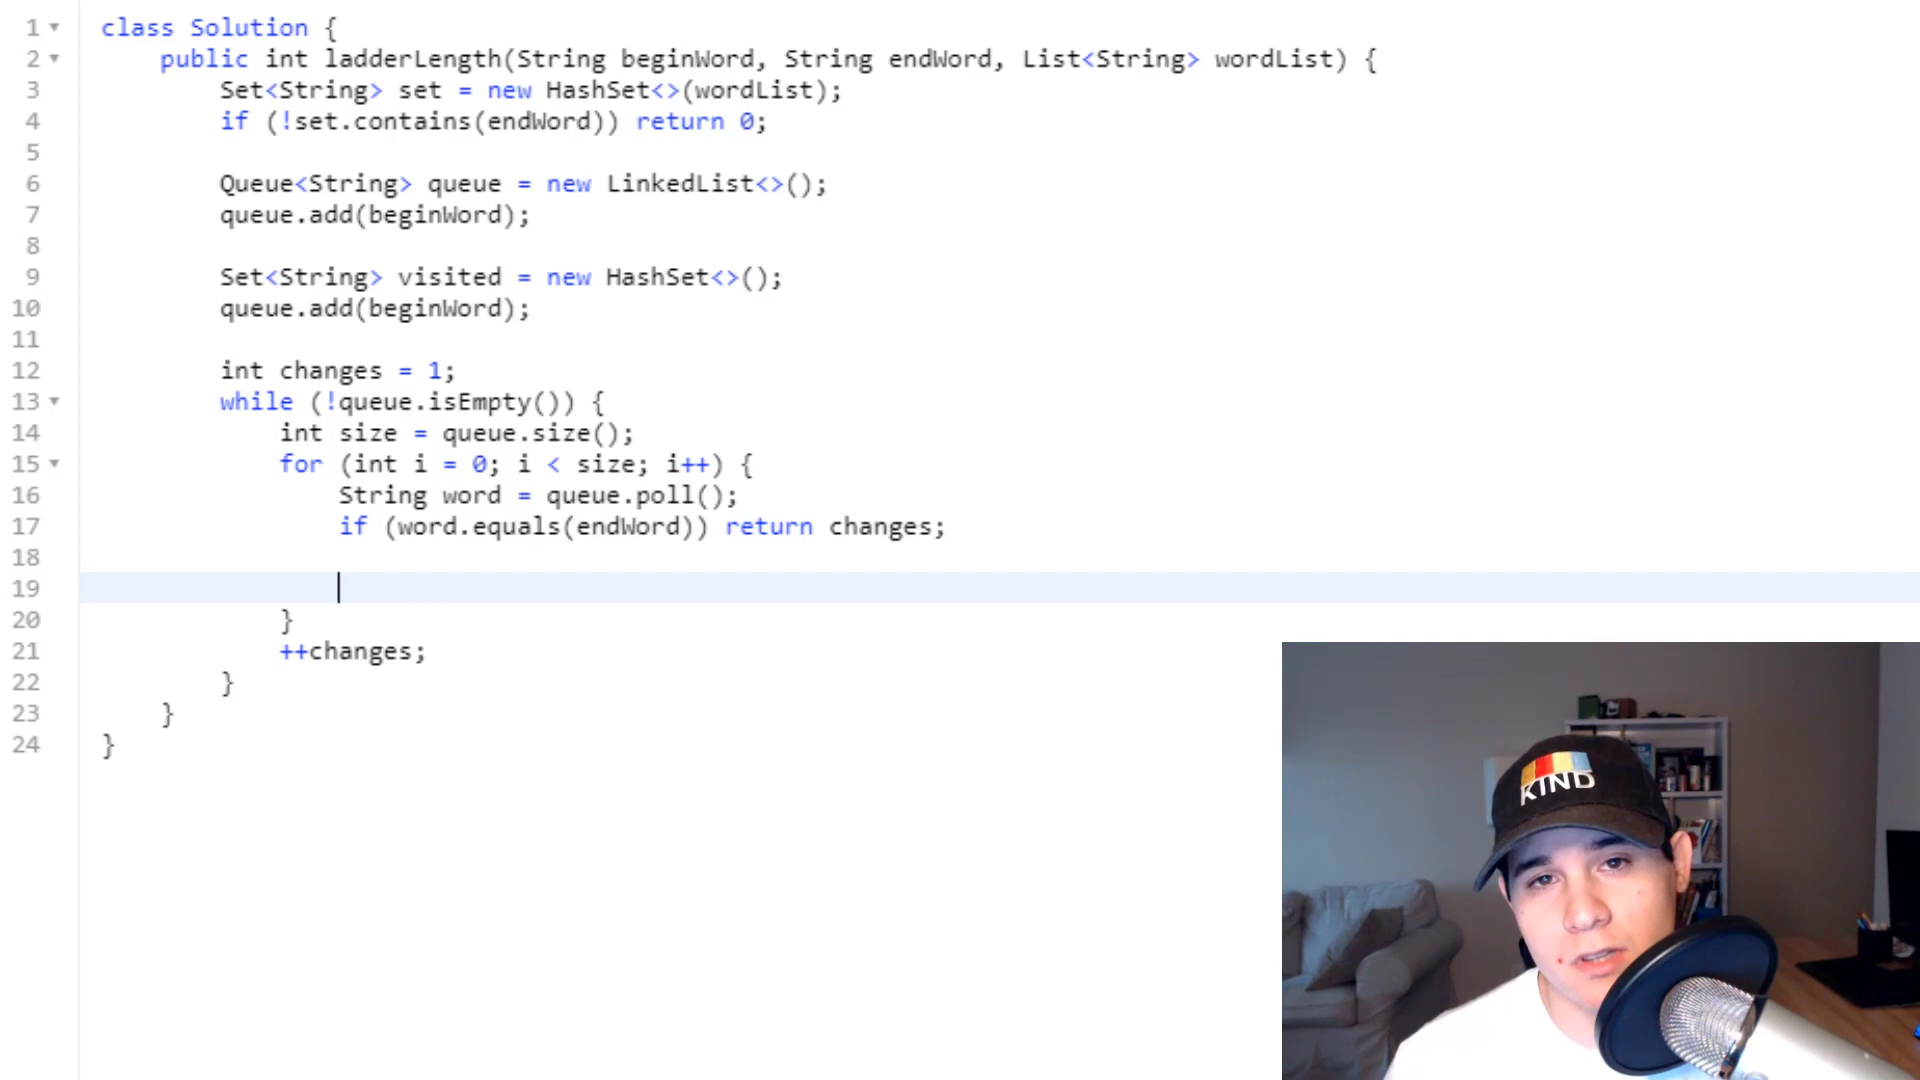 1 class Solution {
2 public int ladderLength(String beginWord, String endWord, List<String> wordList) {
3 Set<String> set = new HashSet<>(wordList);
4 if (!set.contains(endWord)) return 0;
5
6 Queue<String> queue = new LinkedList<>();
7 queue.add(beginWord);
8
9 Set<String> visited = new HashSet<>();
10 queue.add(beginWord);
11
12 int changes = 1;
13 while (!queue.isEmpty()) {
14 int size = queue.size();
15 for (int i = 0; i < size; i++) {
16 String word = queue.poll();
17 if (word.equals(endWord)) return changes;
18
19
20 }
21 ++changes;
22 }
23 }
24 }
KIND